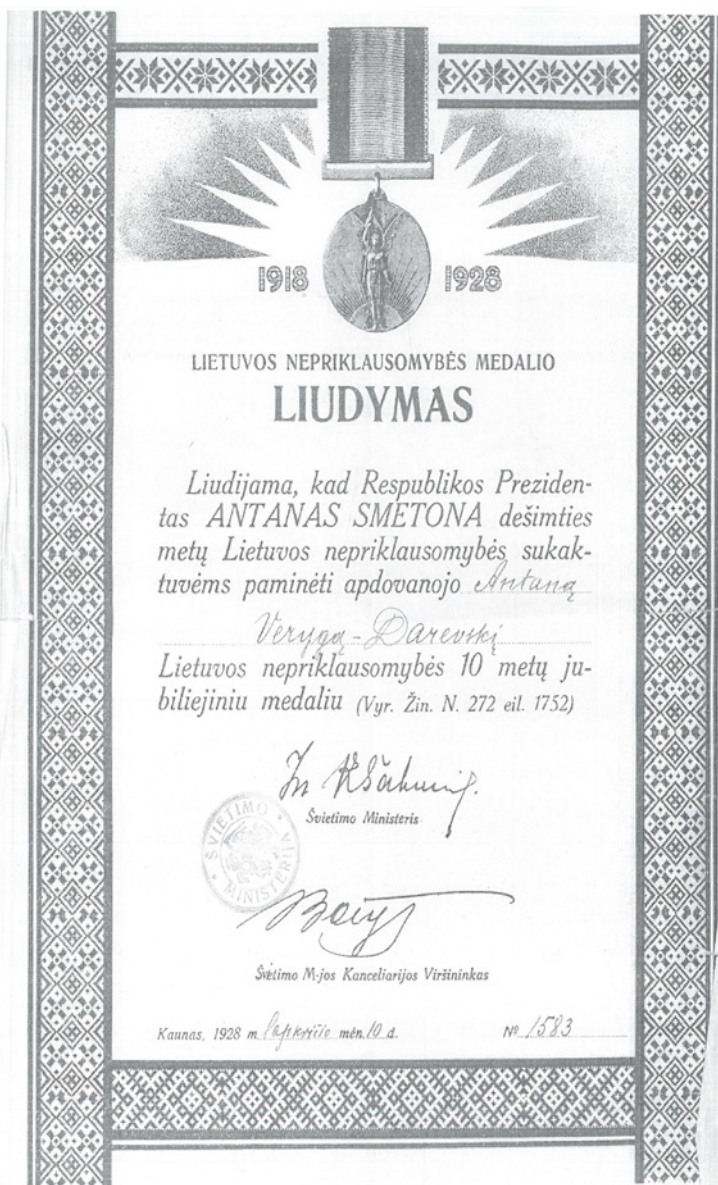 1918 1928
LIETUVOS NEPRIKLAUSOMYBĖS MEDALIO
LIUDYMAS
Liudijama, kad Respublikos Preziden-
tas ANTANAS SMETONA dešimties
metų Lietuvos nepriklausomybės sukak-
tuvėms paminėti apdovanojo Antaną
Verygą-Darevskį
Lietuvos nepriklausomybės 10 metų ju-
biliejiniu medaliu (Vyr. Žin. N. 272 eil. 1752)
Švietimo Ministeris
ŠVIETIMO MINISTERIJA
Švietimo M-jos Kanceliarijos Viršininkas
Kaunas, 1928 m. lapkričio mėn. 10 d. № 1583